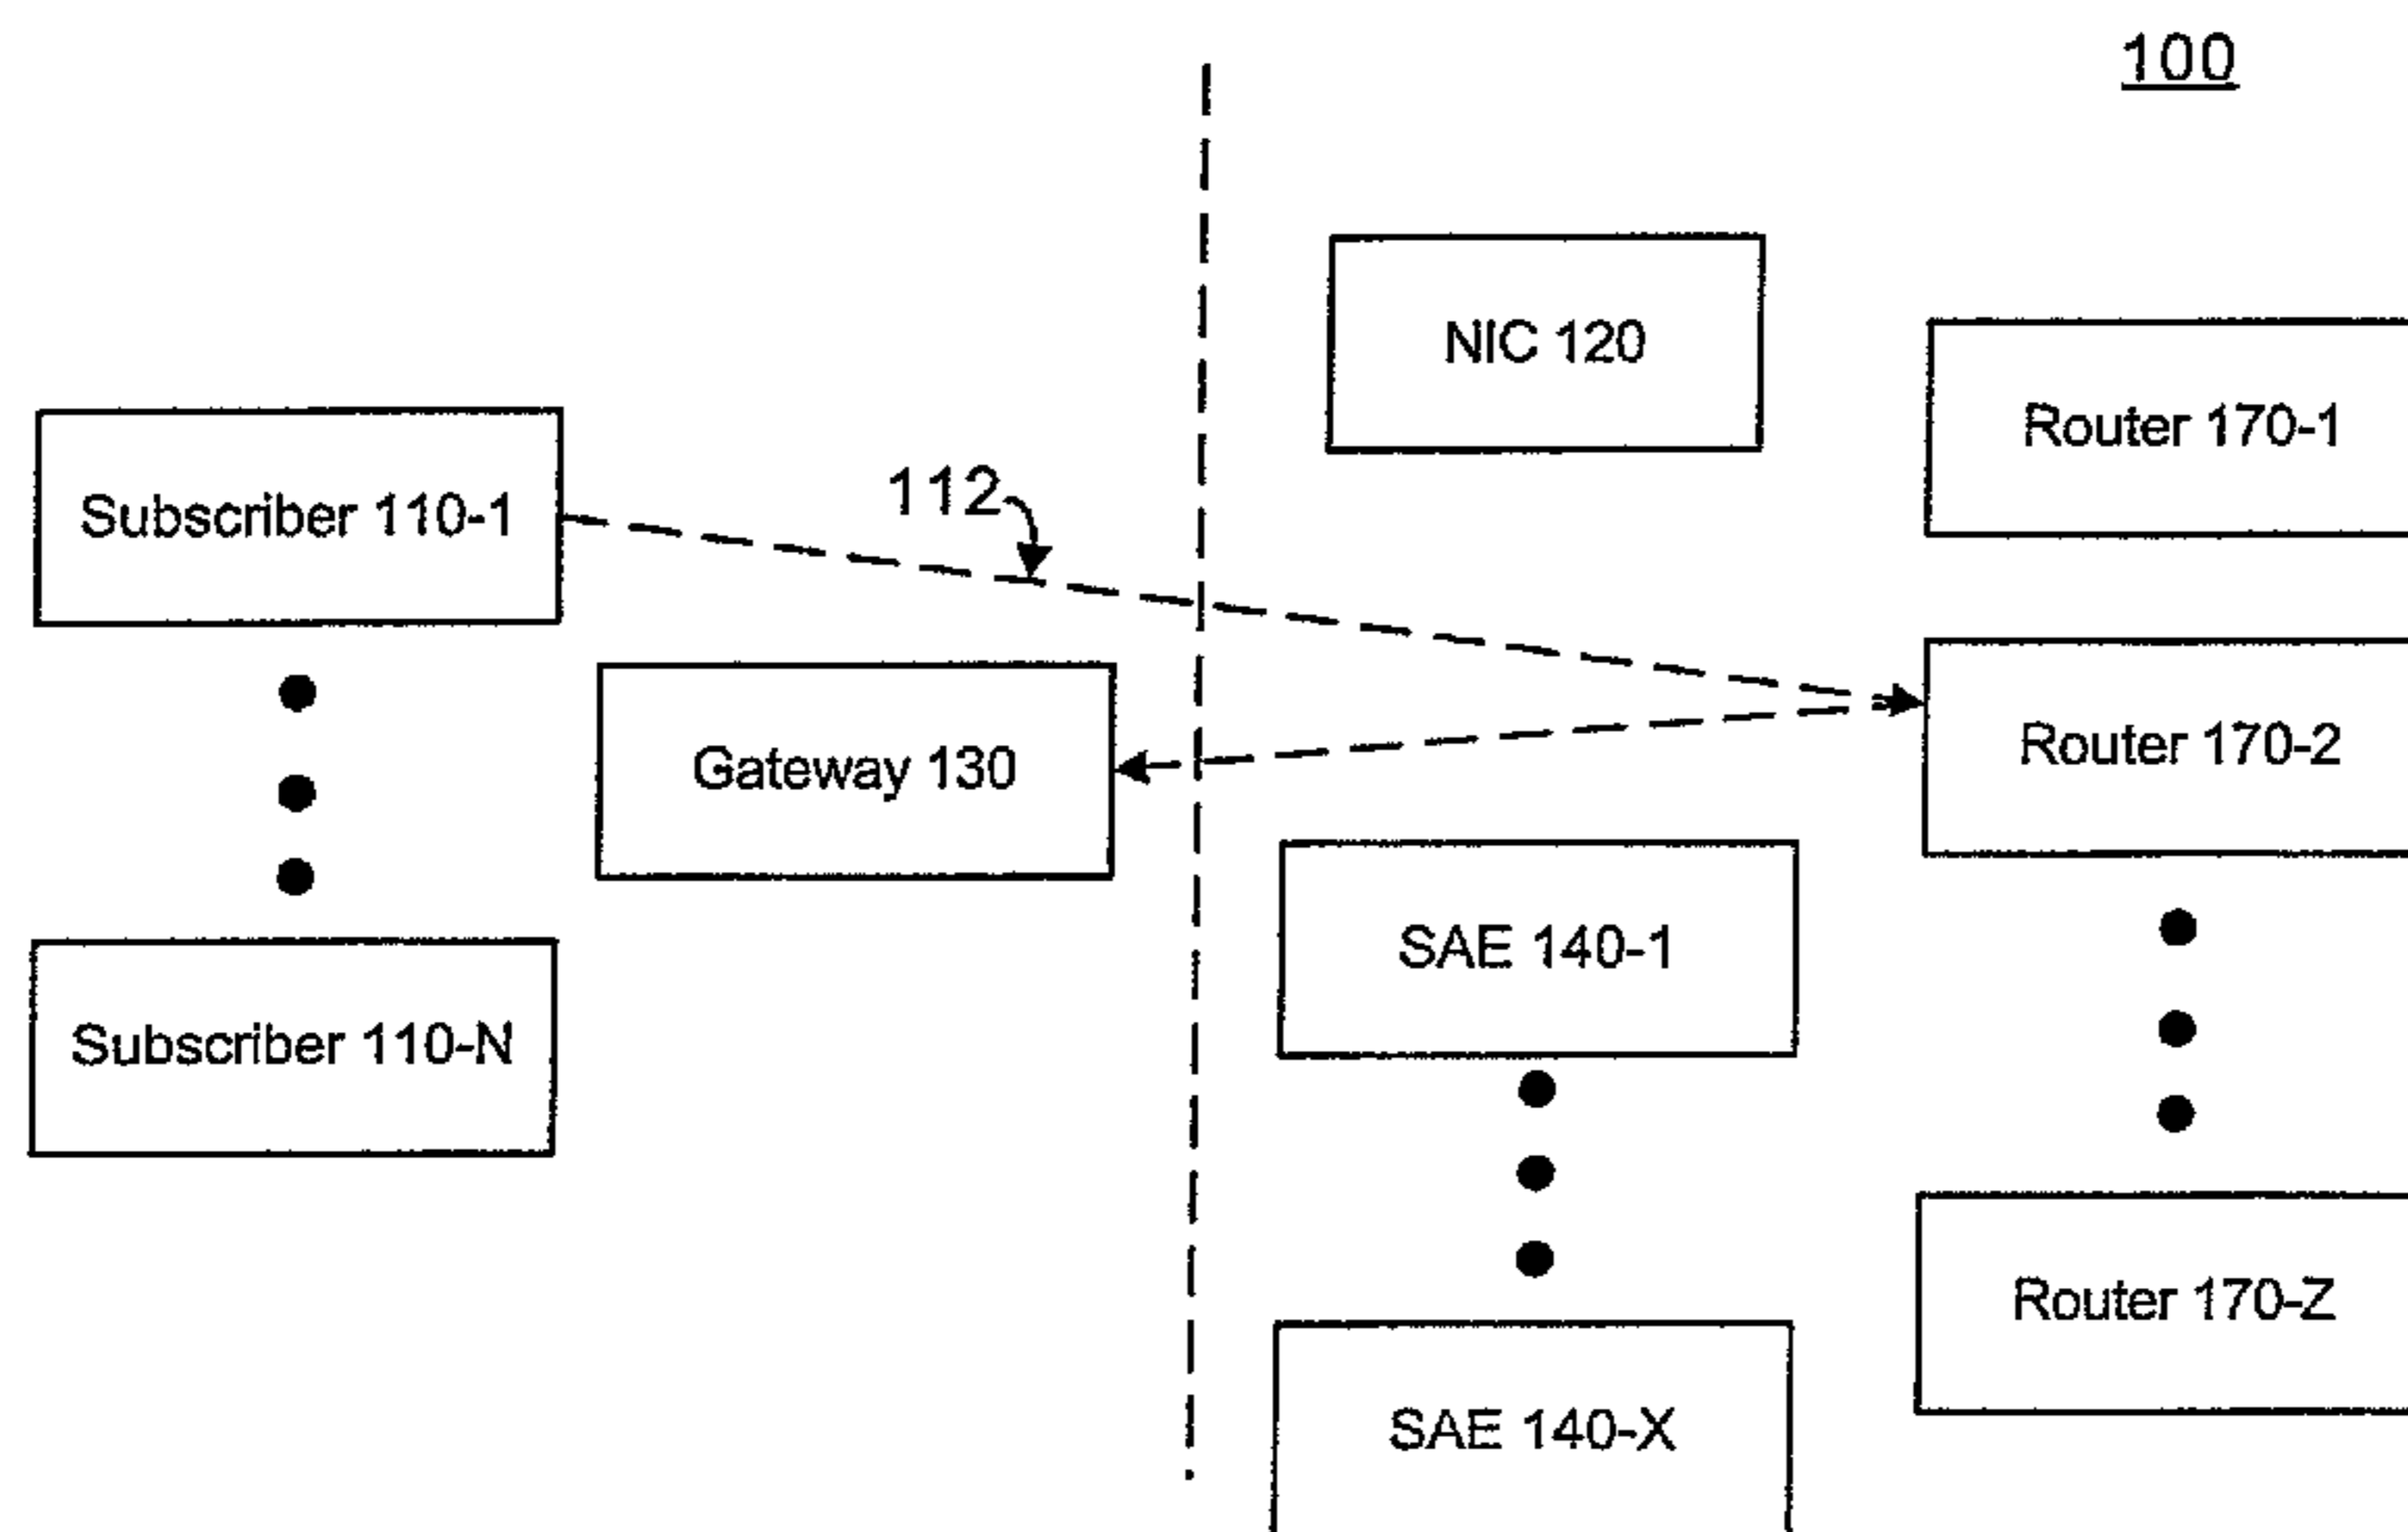 100
NIC 120
Router 170-1
Subscriber 110-1
112
Gateway 130
Router 170-2
SAE 140-1
Subscriber 110-N
Router 170-Z
SAE 140-X